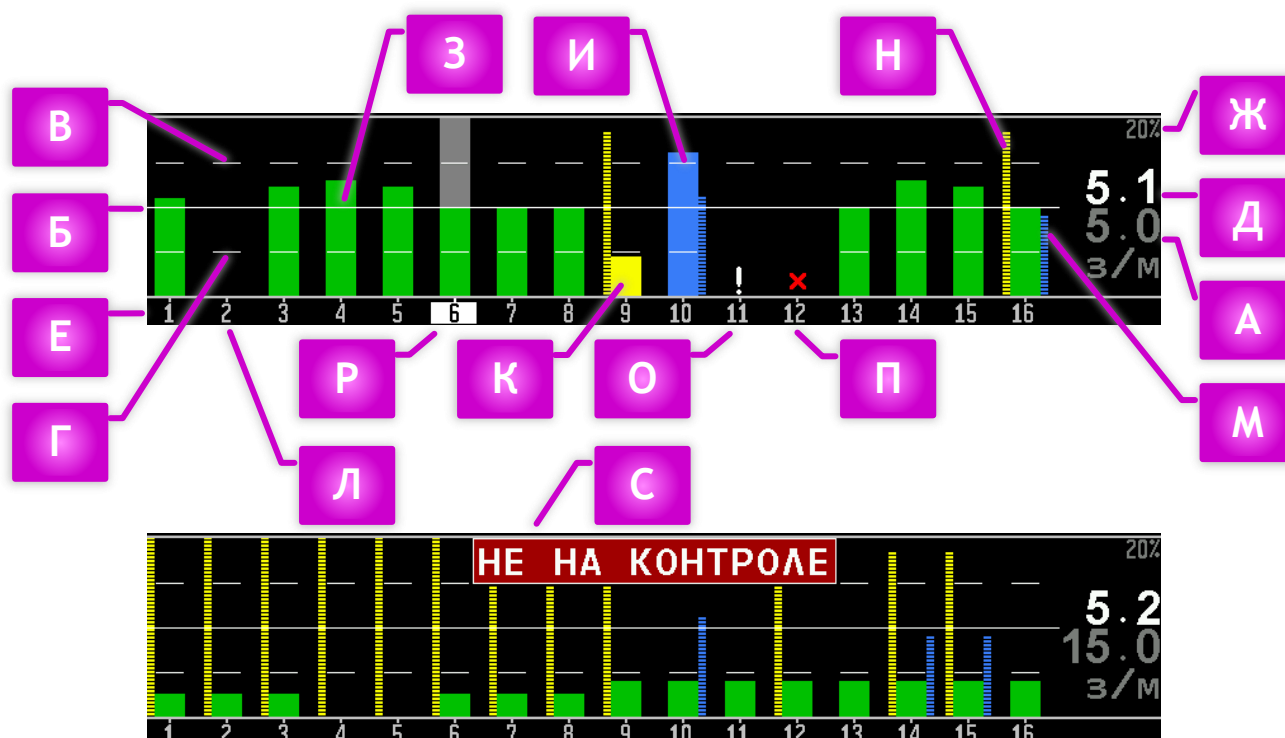 З И Н
В Ж
20%
5.1
Б Д
5.0
з/м
Е А
1 2 3 4 5 6 7 8 9 10 11 12 13 14 15 16
! ×
Р К О П
Г М
Л С
НЕ НА КОНТРОЛЕ
20%
5.2
15.0
з/м
1 2 3 4 5 6 7 8 9 10 11 12 13 14 15 16